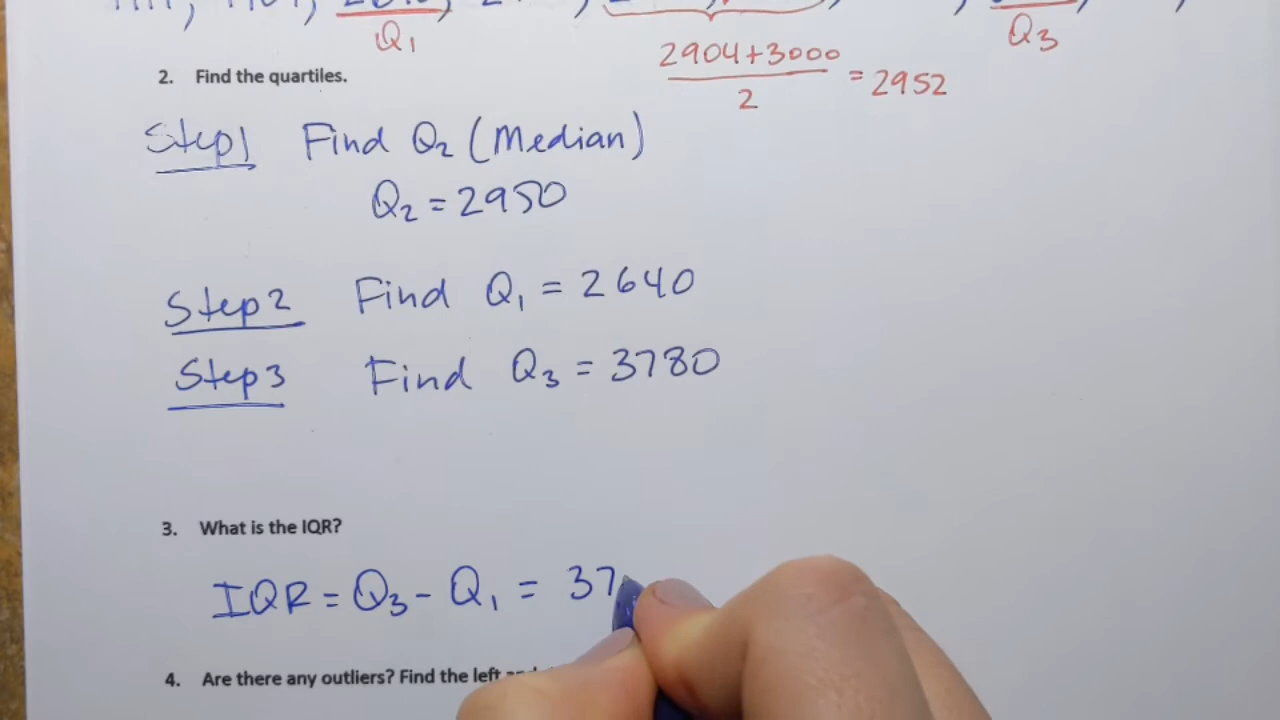 Q1 Q3
2904+3000
2 = 2952
2. Find the quartiles.
Step1 Find Q2 (Median)
Q2 = 2950
Step2 Find Q1 = 2640
Step3 Find Q3 = 3780
3. What is the IQR?
IQR = Q3 - Q1 = 37
4. Are there any outliers? Find the left